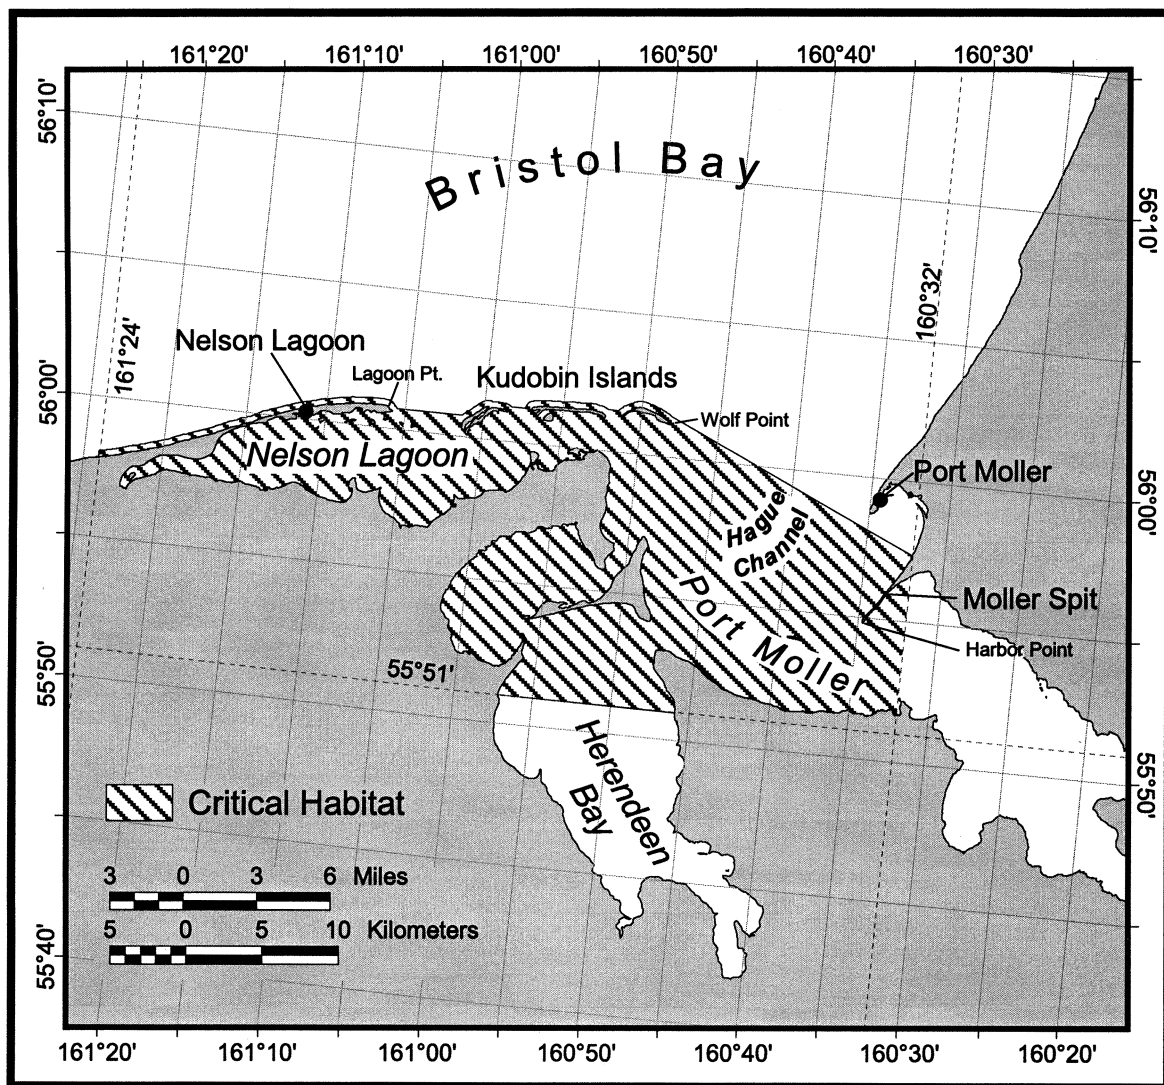 161°20' 161°10' 161°00' 160°50' 160°40' 160°30'
56°10'
Bristol Bay
56°10'
160°32'
161°24'
Nelson Lagoon
Lagoon Pt.
Kudobin Islands
56°00'
Wolf Point
Nelson Lagoon
Port Moller
56°00'
Hague
Channel
Port Moller
Moller Spit
Harbor Point
55°50'
55°51'
Herendeen
Bay
55°50'
Critical Habitat
3 0 3 6 Miles
5 0 5 10 Kilometers
55°40'
161°20' 161°10' 161°00' 160°50' 160°40' 160°30' 160°20'